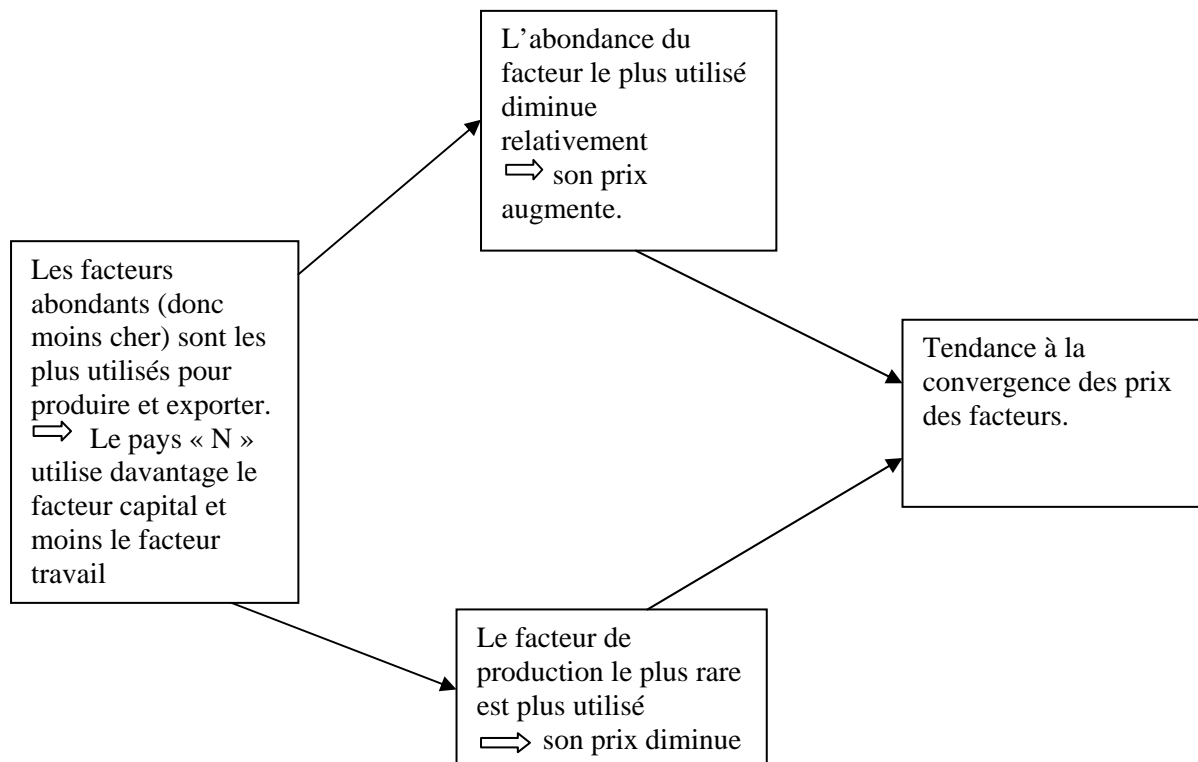 L’abondance du
facteur le plus utilisé
diminue
relativement
⇨ son prix
augmente.
Les facteurs
abondants (donc
moins cher) sont les
plus utilisés pour
produire et exporter.
⇨ Le pays « N »
utilise davantage le
facteur capital et
moins le facteur
travail
Tendance à la
convergence des prix
des facteurs.
Le facteur de
production le plus rare
est plus utilisé
⇨ son prix diminue